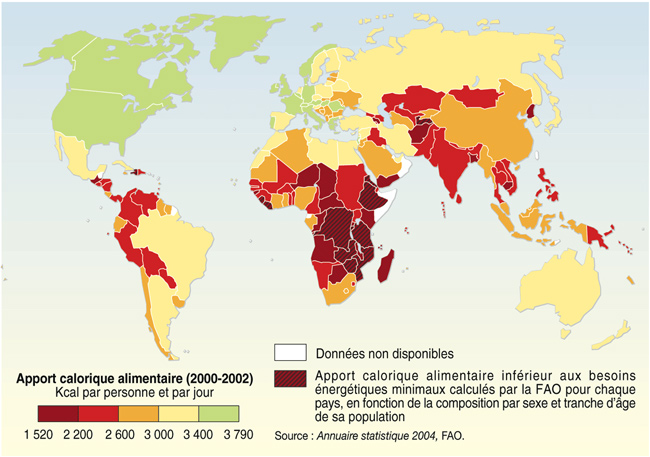 Données non disponibles
Apport calorique alimentaire (2000-2002)
Kcal par personne et par jour
1 520 2 200 2 600 3 000 3 400 3 790
Apport calorique alimentaire inférieur aux besoins
énergétiques minimaux calculés par la FAO pour chaque
pays, en fonction de la composition par sexe et tranche d'âge
de sa population
Source : Annuaire statistique 2004, FAO.